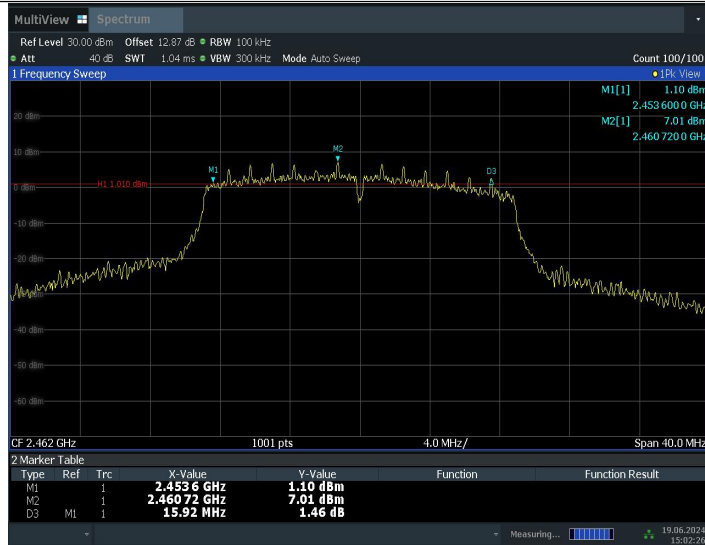 MultiView Spectrum
Ref Level 30.00 dBm Offset 12.87 dB RBW 100 kHz
Att 40 dB SWT 1.04 ms VBW 300 kHz Mode Auto Sweep Count 100/100
1 Frequency Sweep 1Pk View
M1[1] 1.10 dBm
2.453 600 0 GHz
M2[1] 7.01 dBm
2.460 720 0 GHz
20 dBm
10 dBm
M2
M1
D3
0 dBm
H1 1.010 dBm
-10 dBm
-20 dBm
-40 dBm
-50 dBm
-60 dBm
CF 2.462 GHz 1001 pts 4.0 MHz/ Span 40.0 MHz
2 Marker Table
Type Ref Trc X-Value Y-Value Function Function Result
M1 1 2.4536 GHz 1.10 dBm
M2 1 2.460 72 GHz 7.01 dBm
D3 M1 1 15.92 MHz 1.46 dB
Measuring... 19.06.2024
15:02:26